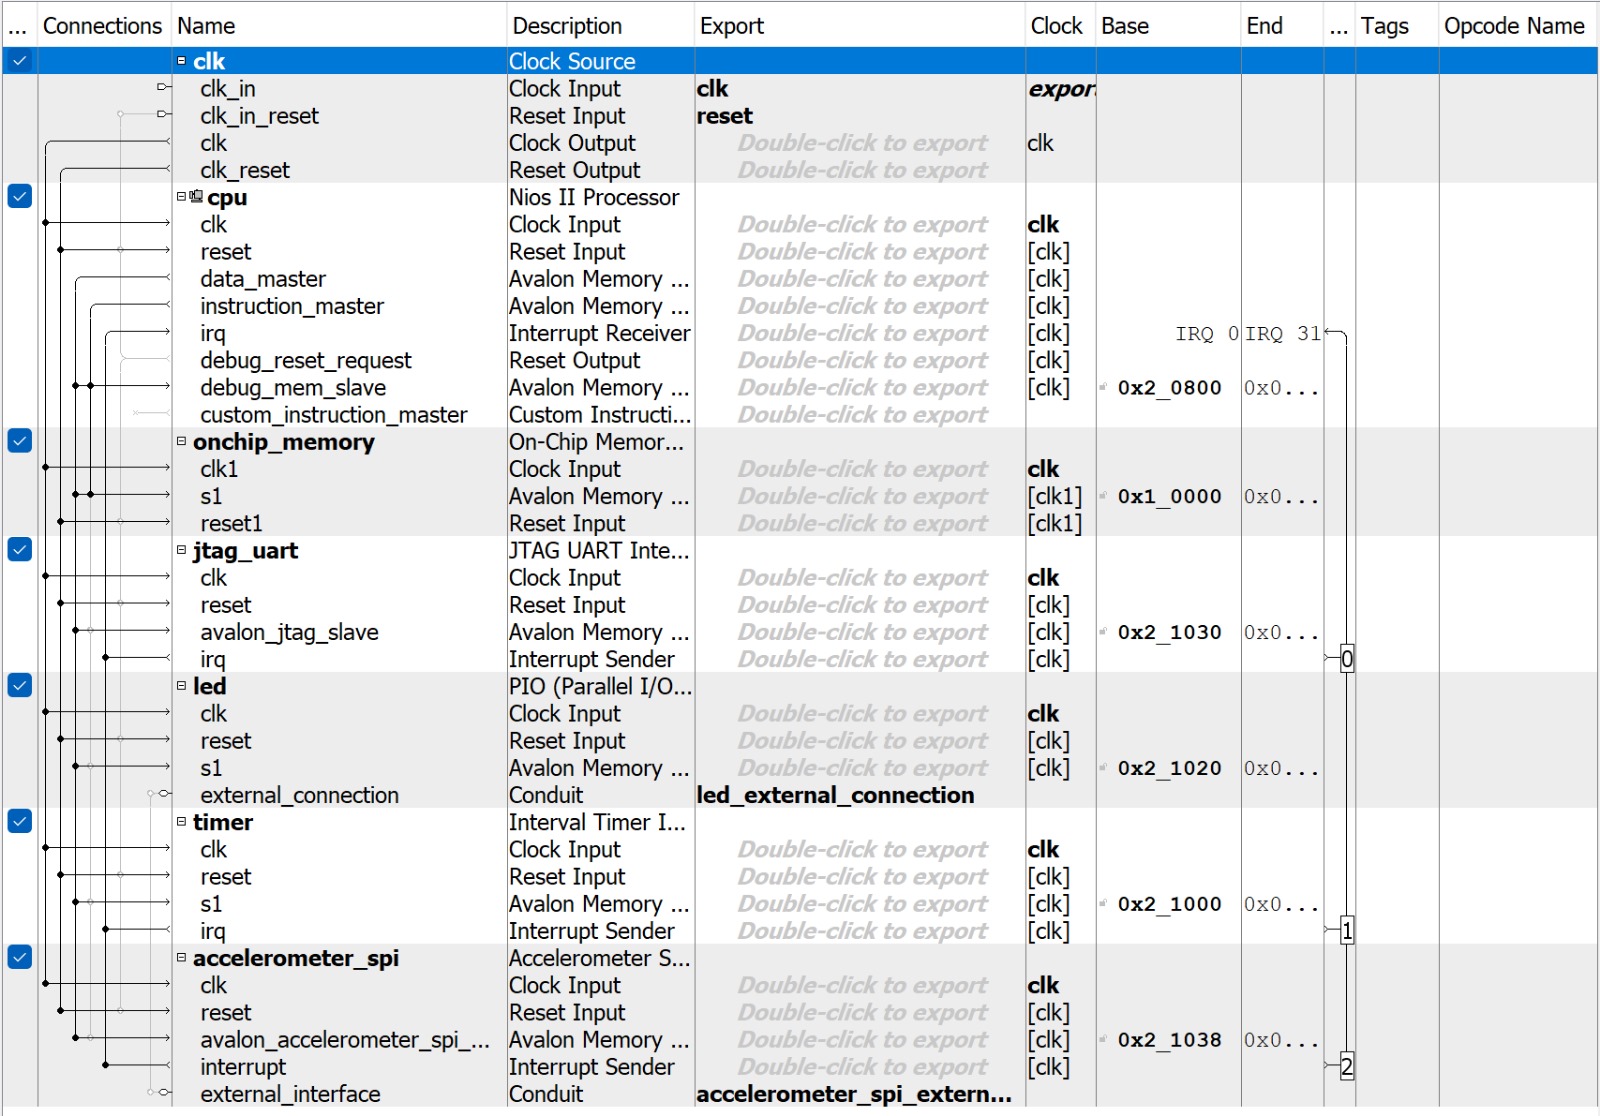 ... Connections Name Description Export Clock Base End ... Tags Opcode Name
clk Clock Source
clk_in Clock Input clk expor
clk_in_reset Reset Input reset
clk Clock Output Double-click to export clk
clk_reset Reset Output Double-click to export
cpu Nios II Processor
clk Clock Input Double-click to export clk
reset Reset Input Double-click to export [clk]
data_master Avalon Memory ... Double-click to export [clk]
instruction_master Avalon Memory ... Double-click to export [clk]
irq Interrupt Receiver Double-click to export [clk] IRQ 0 IRQ 31
debug_reset_request Reset Output Double-click to export [clk]
debug_mem_slave Avalon Memory ... Double-click to export [clk] 0x2_0800 0x0...
custom_instruction_master Custom Instructi... Double-click to export
onchip_memory On-Chip Memor...
clk1 Clock Input Double-click to export clk
s1 Avalon Memory ... Double-click to export [clk1] 0x1_0000 0x0...
reset1 Reset Input Double-click to export [clk1]
jtag_uart JTAG UART Inte...
clk Clock Input Double-click to export clk
reset Reset Input Double-click to export [clk]
avalon_jtag_slave Avalon Memory ... Double-click to export [clk] 0x2_1030 0x0...
irq Interrupt Sender Double-click to export [clk] 0
led PIO (Parallel I/O...
clk Clock Input Double-click to export clk
reset Reset Input Double-click to export [clk]
s1 Avalon Memory ... Double-click to export [clk] 0x2_1020 0x0...
external_connection Conduit led_external_connection
timer Interval Timer I...
clk Clock Input Double-click to export clk
reset Reset Input Double-click to export [clk]
s1 Avalon Memory ... Double-click to export [clk] 0x2_1000 0x0...
irq Interrupt Sender Double-click to export [clk] 1
accelerometer_spi Accelerometer S...
clk Clock Input Double-click to export clk
reset Reset Input Double-click to export [clk]
avalon_accelerometer_spi_... Avalon Memory ... Double-click to export [clk] 0x2_1038 0x0...
interrupt Interrupt Sender Double-click to export [clk] 2
external_interface Conduit accelerometer_spi_extern...